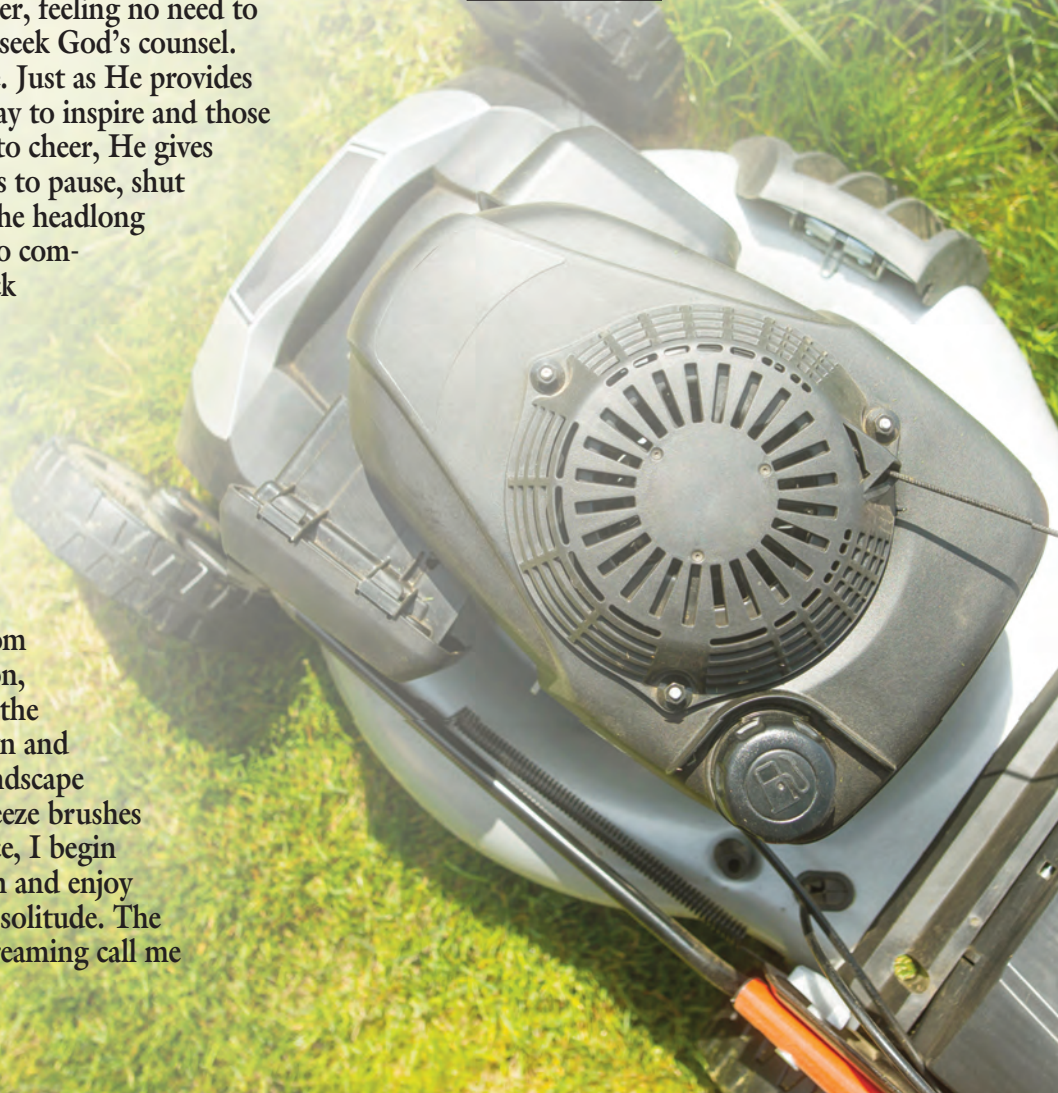 er, feeling no need to
seek God’s counsel.
. Just as He provides
ay to inspire and those
to cheer, He gives
s to pause, shut
he headlong
o com-
k
om
on,
the
n and
ndscape
eeze brushes
e, I begin
n and enjoy
solitude. The
reaming call me